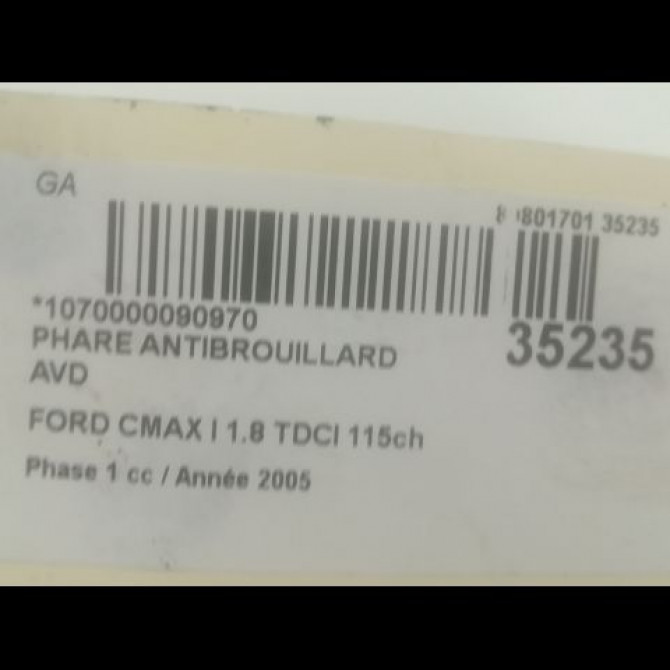 GA
801701 35235
*1070000090970
35235
PHARE ANTIBROUILLARD
AVD
FORD CMAX I 1.8 TDCI 115ch
Phase 1 cc / Année 2005